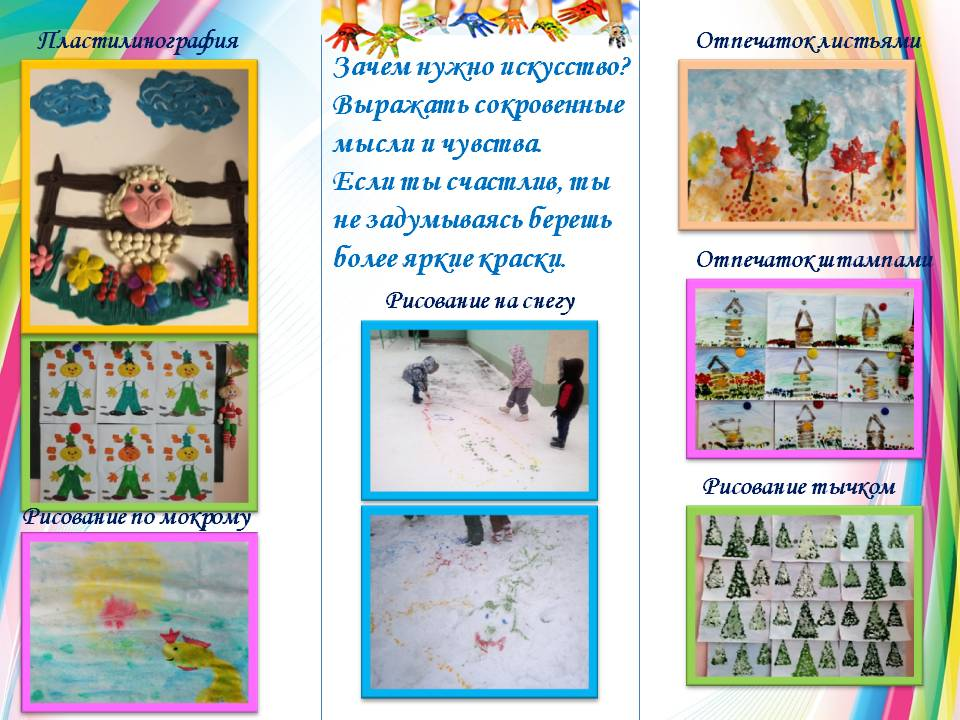 Пластилинография
Рисование по мокрому
Зачем нужно искусство?
Выражать сокровенные
мысли и чувства.
Если ты счастлив, ты
не задумываясь берешь
более яркие краски.
Рисование на снегу
Отпечаток листьями
Отпечаток штампами
Рисование тычком